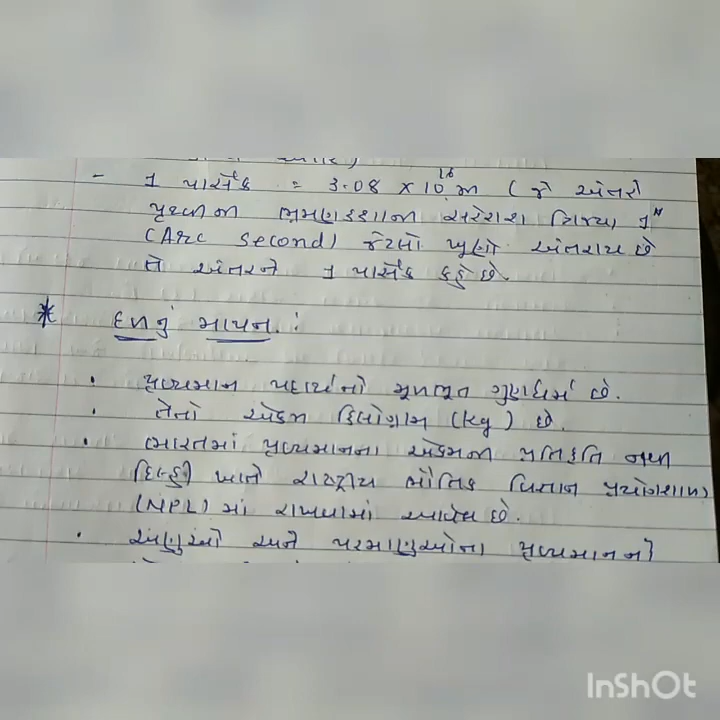 - 1 પાર્સેક = 3.08 × 10¹⁶ m ( જે અંતરે
પૃથ્વીના ભ્રમણકક્ષાના સરેરાશ ત્રિજ્યા 1"
(Arc second) જેટલો ખૂણો અંતરાય છે
તે અંતરને 1 પાર્સેક કહે છે.
* દળનું માપન :
• દ્રવ્યમાન પદાર્થનો મૂળભૂત ગુણધર્મ છે.
• તેનો એકમ કિલોગ્રામ (kg) છે.
• ભારતમાં દ્રવ્યમાનના એકમની પ્રતિકૃતિ નવી
દિલ્હી ખાતે રાષ્ટ્રીય ભૌતિક વિજ્ઞાન પ્રયોગશાળા
(NPL) માં રાખવામાં આવેલ છે.
• અણુઓ અને પરમાણુઓના દ્રવ્યમાનને
InShOt